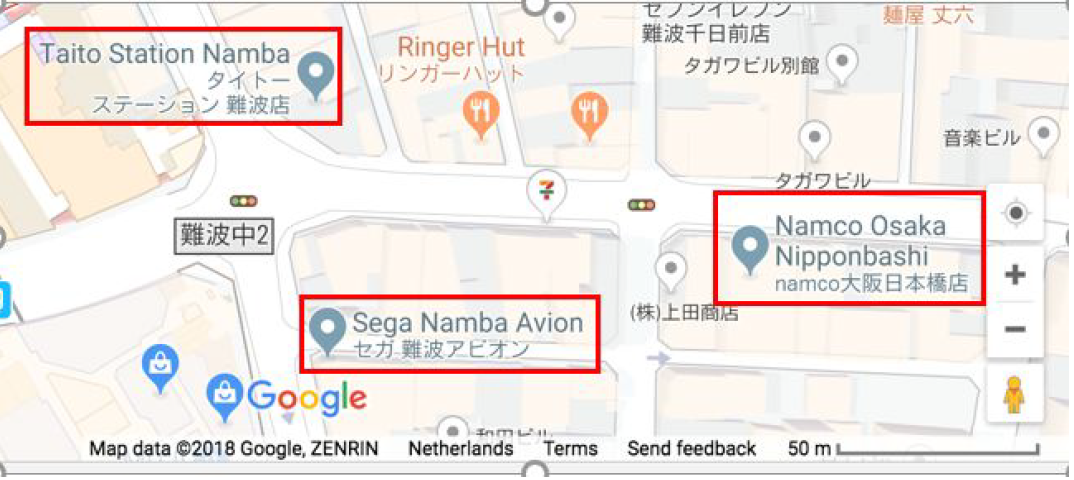 セブンイレブン
難波千日前店
麺屋 丈六
Taito Station Namba
タイトー
ステーション 難波店
Ringer Hut
リンガーハット
タガワビル別館
音楽ビル
タガワビル
7
難波中2
Namco Osaka
Nipponbashi
namco大阪日本橋店
(株)上田商店
Sega Namba Avion
セガ 難波アビオン
Google
和田ビル
Map data ©2018 Google, ZENRIN Netherlands Terms Send feedback 50 m